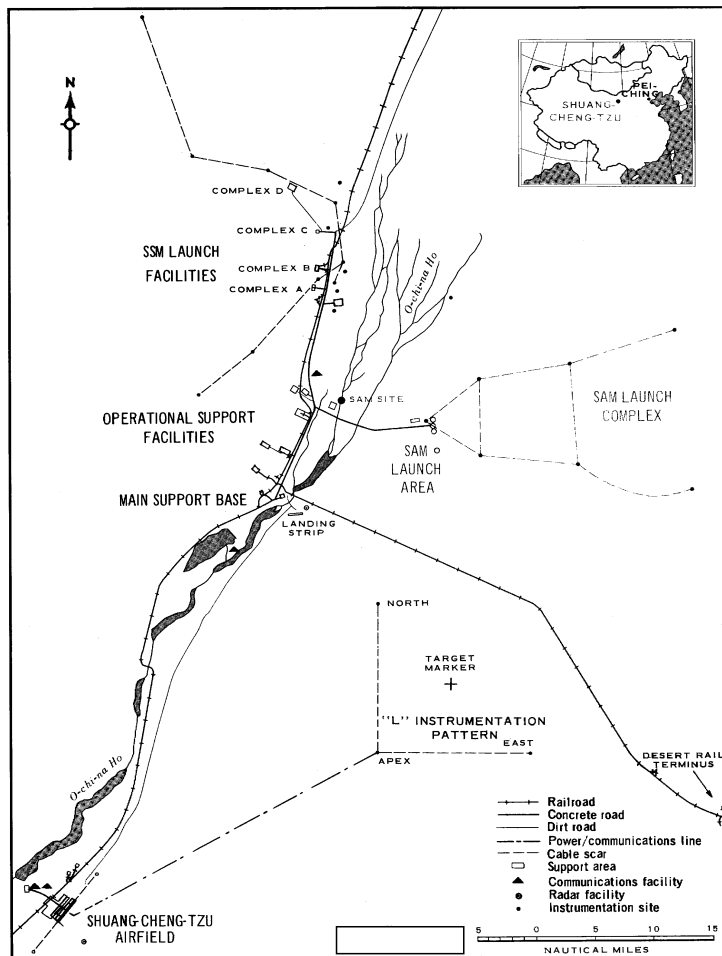 N
PEI-
CHING
SHUANG-
CHENG-TZU
COMPLEX D
COMPLEX C
SSM LAUNCH
FACILITIES
COMPLEX B
COMPLEX A
O-chi-na Ho
SAM SITE
SAM LAUNCH
COMPLEX
OPERATIONAL SUPPORT
FACILITIES
SAM
LAUNCH
AREA
MAIN SUPPORT BASE
LANDING
STRIP
NORTH
TARGET
MARKER
"L" INSTRUMENTATION
PATTERN
EAST
APEX
DESERT RAIL
TERMINUS
O-chi-na Ho
Railroad
Concrete road
Dirt road
Power/communications line
Cable scar
Support area
Communications facility
Radar facility
Instrumentation site
SHUANG-CHENG-TZU
AIRFIELD
5 0 5 10 15
NAUTICAL MILES